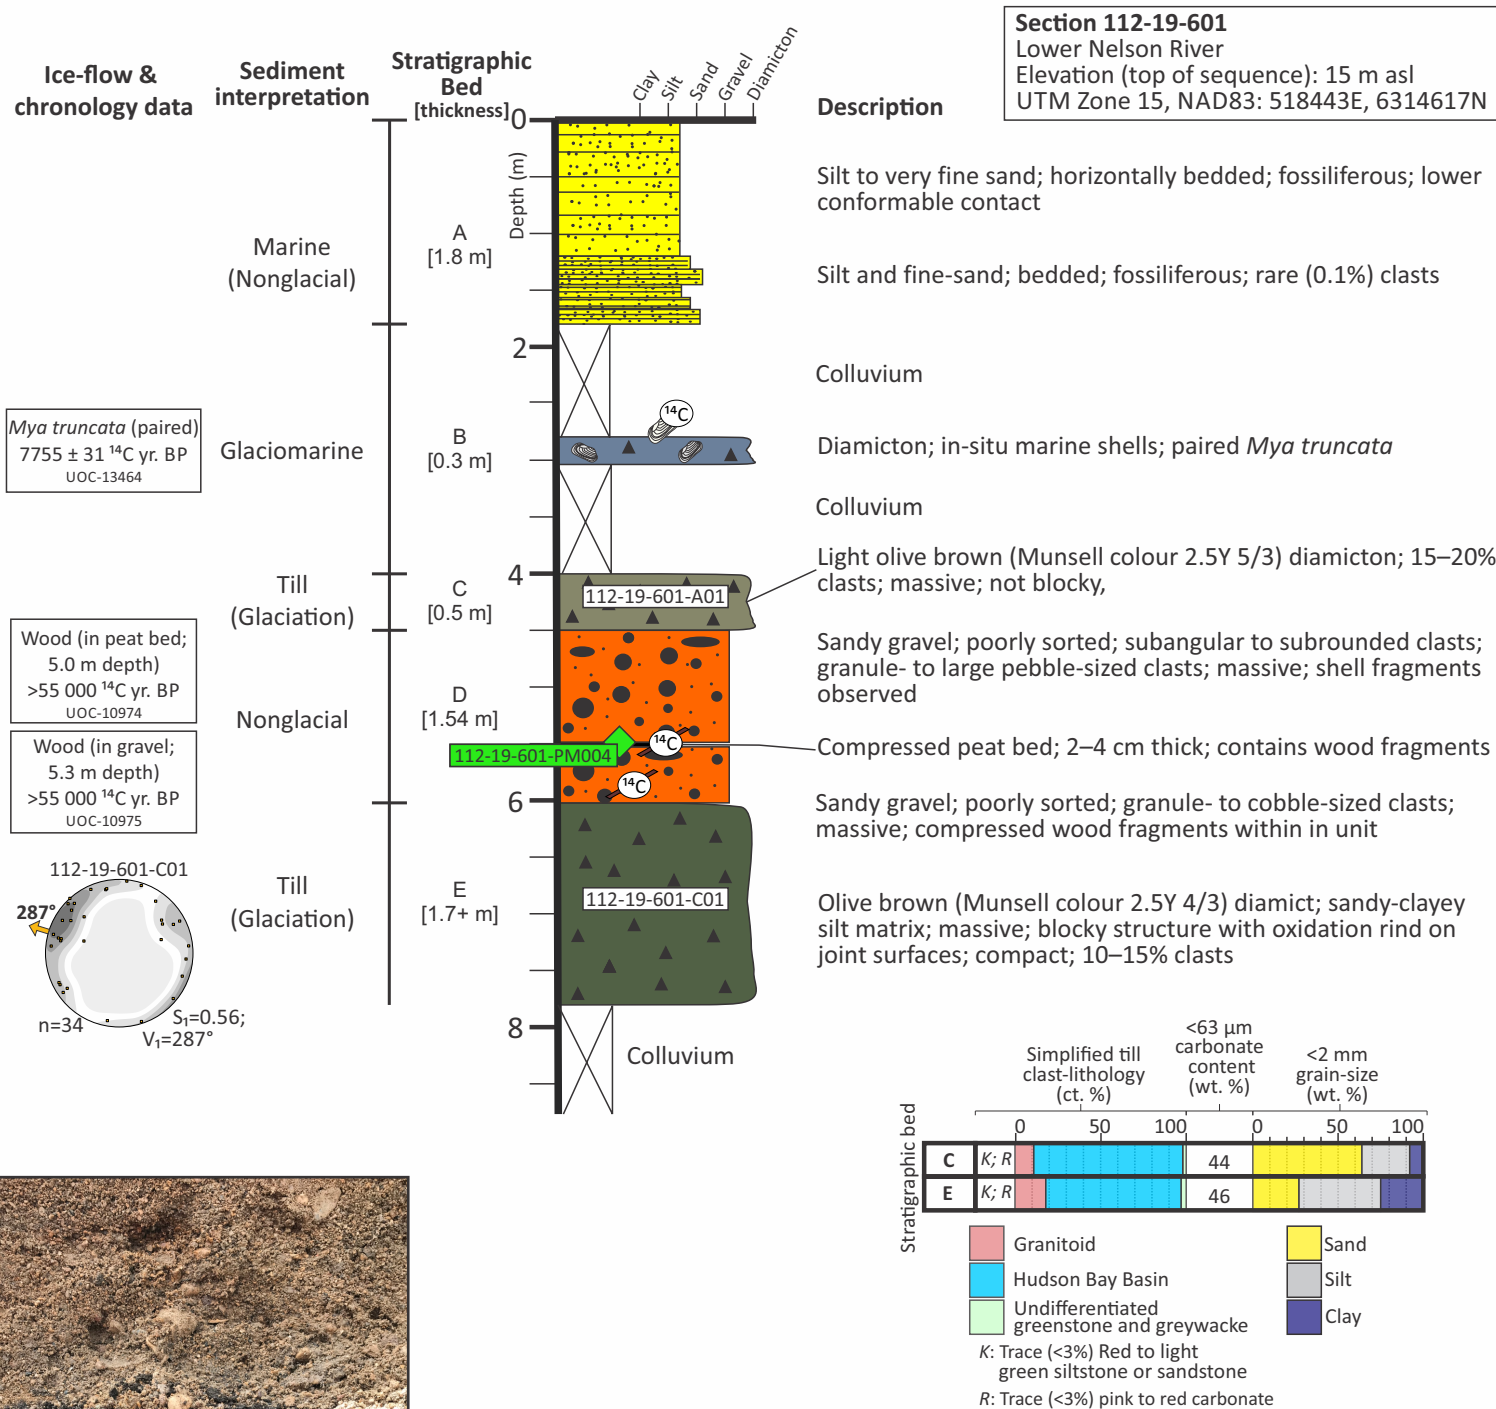 Section 112-19-601
Lower Nelson River
Elevation (top of sequence): 15 m asl
UTM Zone 15, NAD83: 518443E, 6314617N
Ice-flow &
chronology data
Sediment
interpretation
Stratigraphic
Bed
[thickness]
Clay
Silt
Sand
Gravel
Diamicton
Description
Depth (m)
0
2
4
6
8
Marine
(Nonglacial)
A
[1.8 m]
Silt to very fine sand; horizontally bedded; fossiliferous; lower
conformable contact
Silt and fine-sand; bedded; fossiliferous; rare (0.1%) clasts
Colluvium
Mya truncata (paired)
7755 ± 31 ¹⁴C yr. BP
UOC-13464
Glaciomarine
B
[0.3 m]
¹⁴C
Diamicton; in-situ marine shells; paired Mya truncata
Colluvium
Till
(Glaciation)
C
[0.5 m]
112-19-601-A01
Light olive brown (Munsell colour 2.5Y 5/3) diamicton; 15–20%
clasts; massive; not blocky,
Wood (in peat bed;
5.0 m depth)
>55 000 ¹⁴C yr. BP
UOC-10974
Wood (in gravel;
5.3 m depth)
>55 000 ¹⁴C yr. BP
UOC-10975
Nonglacial
D
[1.54 m]
112-19-601-PM004
¹⁴C
¹⁴C
Sandy gravel; poorly sorted; subangular to subrounded clasts;
granule- to large pebble-sized clasts; massive; shell fragments
observed
Compressed peat bed; 2–4 cm thick; contains wood fragments
Sandy gravel; poorly sorted; granule- to cobble-sized clasts;
massive; compressed wood fragments within in unit
112-19-601-C01
287°
n=34
S₁=0.56;
V₁=287°
Till
(Glaciation)
E
[1.7+ m]
112-19-601-C01
Olive brown (Munsell colour 2.5Y 4/3) diamict; sandy-clayey
silt matrix; massive; blocky structure with oxidation rind on
joint surfaces; compact; 10–15% clasts
Colluvium
Stratigraphic bed
Simplified till
clast-lithology
(ct. %)
<63 µm
carbonate
content
(wt. %)
<2 mm
grain-size
(wt. %)
0 50 100 0 50 100
C K; R 44
E K; R 46
Granitoid
Hudson Bay Basin
Undifferentiated
greenstone and greywacke
K: Trace (<3%) Red to light
green siltstone or sandstone
R: Trace (<3%) pink to red carbonate
Sand
Silt
Clay